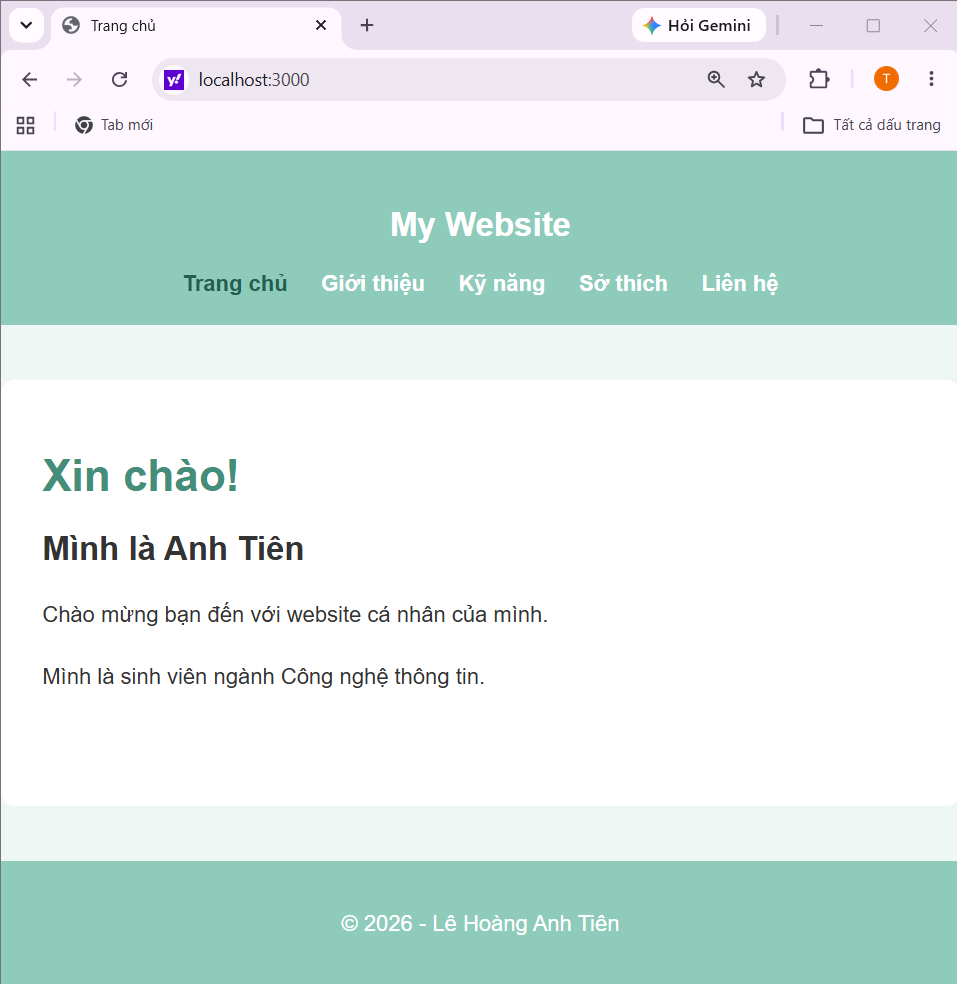 Trang chủ
Hỏi Gemini
y!
localhost:3000
T
Tab mới
Tất cả dấu trang
My Website
Trang chủ Giới thiệu Kỹ năng Sở thích Liên hệ
Xin chào!
Mình là Anh Tiên
Chào mừng bạn đến với website cá nhân của mình.
Mình là sinh viên ngành Công nghệ thông tin.
© 2026 - Lê Hoàng Anh Tiên